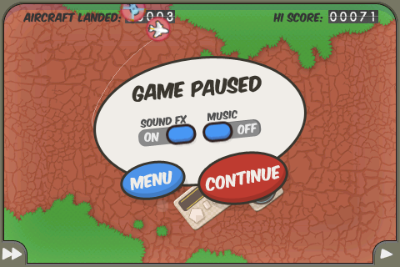 AIRCRAFT LANDED: 003
HI SCORE: 00071
GAME PAUSED
SOUND FX MUSIC
ON OFF
MENU CONTINUE